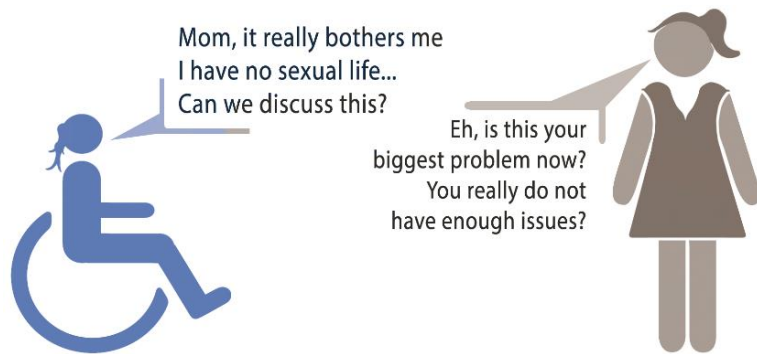 Mom, it really bothers me
I have no sexual life...
Can we discuss this?
Eh, is this your
biggest problem now?
You really do not
have enough issues?